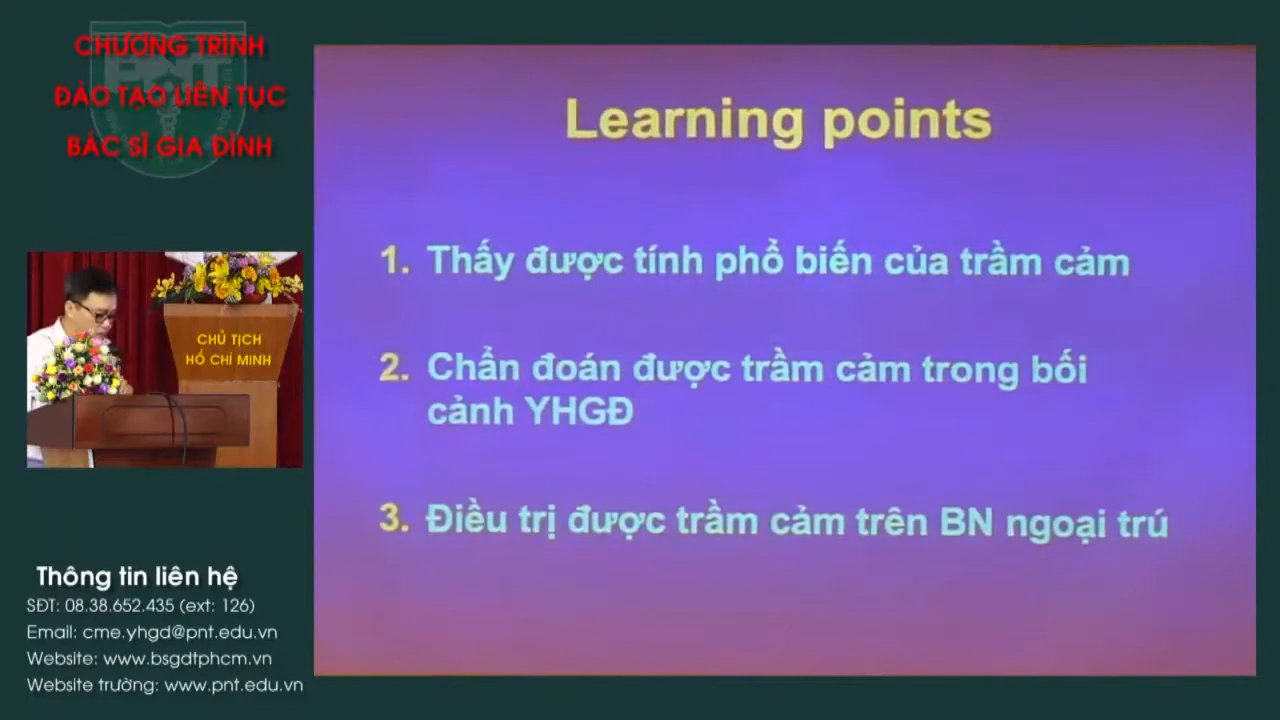 CHƯƠNG TRÌNH
ĐÀO TẠO LIÊN TỤC
BÁC SĨ GIA ĐÌNH
PNT
Learning points
1. Thấy được tính phổ biến của trầm cảm
2. Chẩn đoán được trầm cảm trong bối
cảnh YHGĐ
3. Điều trị được trầm cảm trên BN ngoại trú
CHỦ TỊCH
HỒ CHÍ MINH
Thông tin liên hệ
SĐT: 08.38.652.435 (ext: 126)
Email: cme.yhgd@pnt.edu.vn
Website: www.bsgdtphcm.vn
Website trường: www.pnt.edu.vn